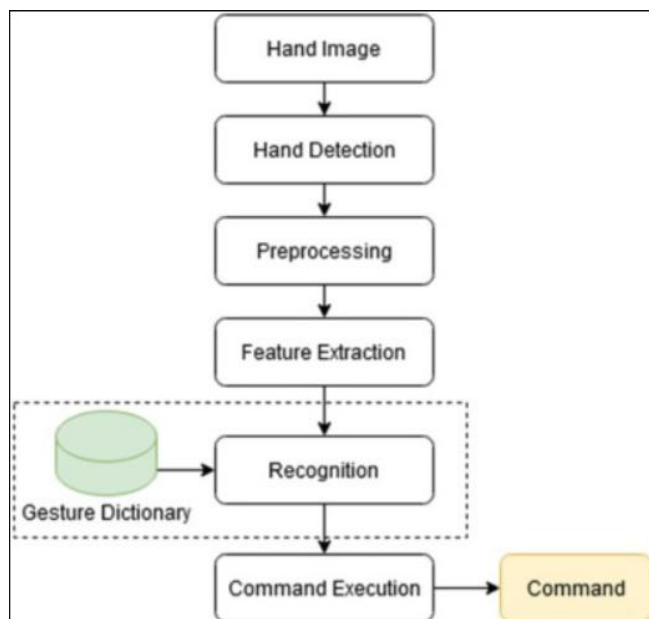 Hand Image
Hand Detection
Preprocessing
Feature Extraction
Recognition
Gesture Dictionary
Command Execution
Command